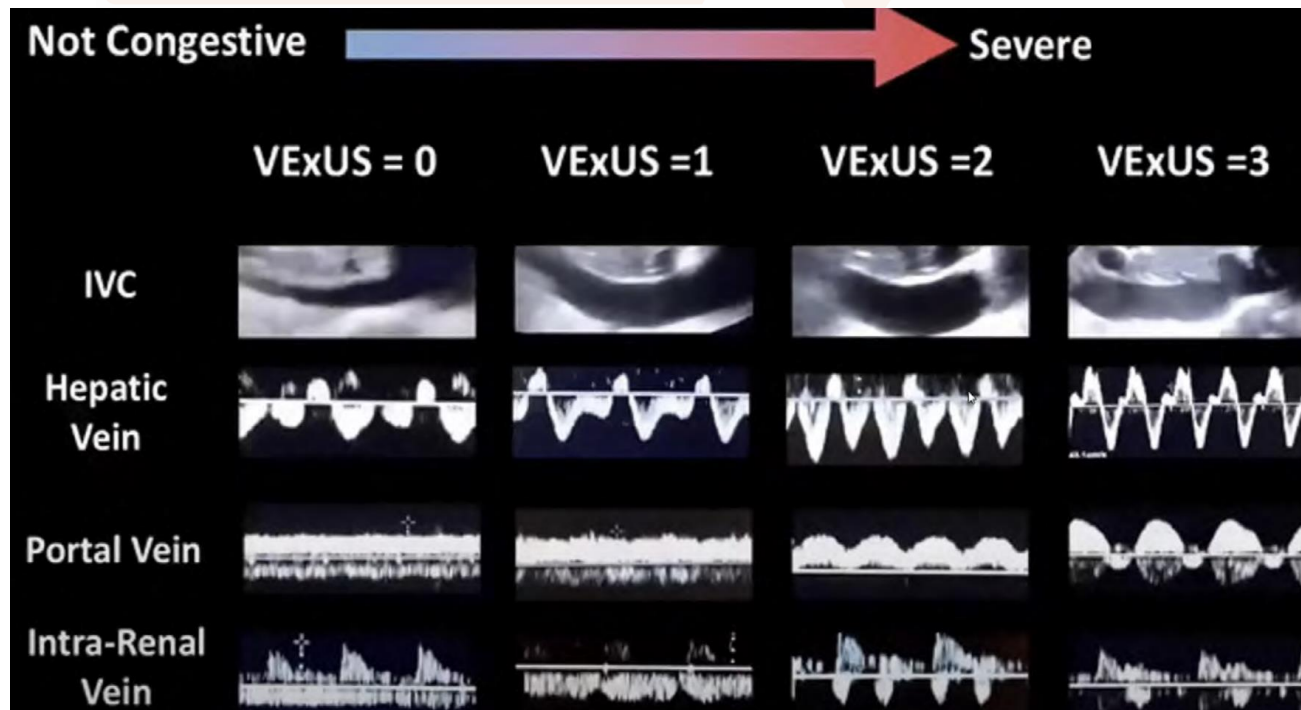 Not Congestive
Severe
VExUS = 0
VExUS =1
VExUS =2
VExUS =3
IVC
Hepatic
Vein
Portal Vein
Intra-Renal
Vein